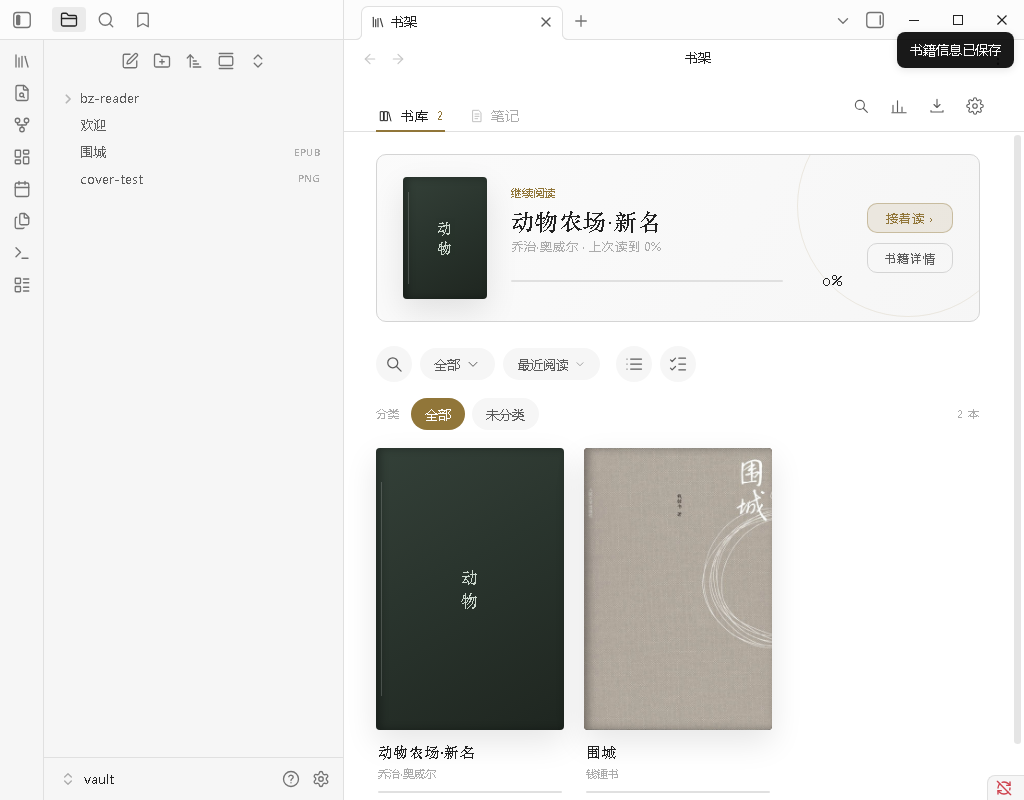 书架
书籍信息已保存
书架
bz-reader
欢迎
围城 EPUB
cover-test PNG
vault
书库 2 笔记
动
物
继续阅读
动物农场·新名
乔治·奥威尔 · 上次读到 0%
0%
接着读 ›
书籍详情
全部 最近阅读
分类 全部 未分类 2 本
动
物
围
城
动物农场·新名
乔治·奥威尔
围城
钱锺书